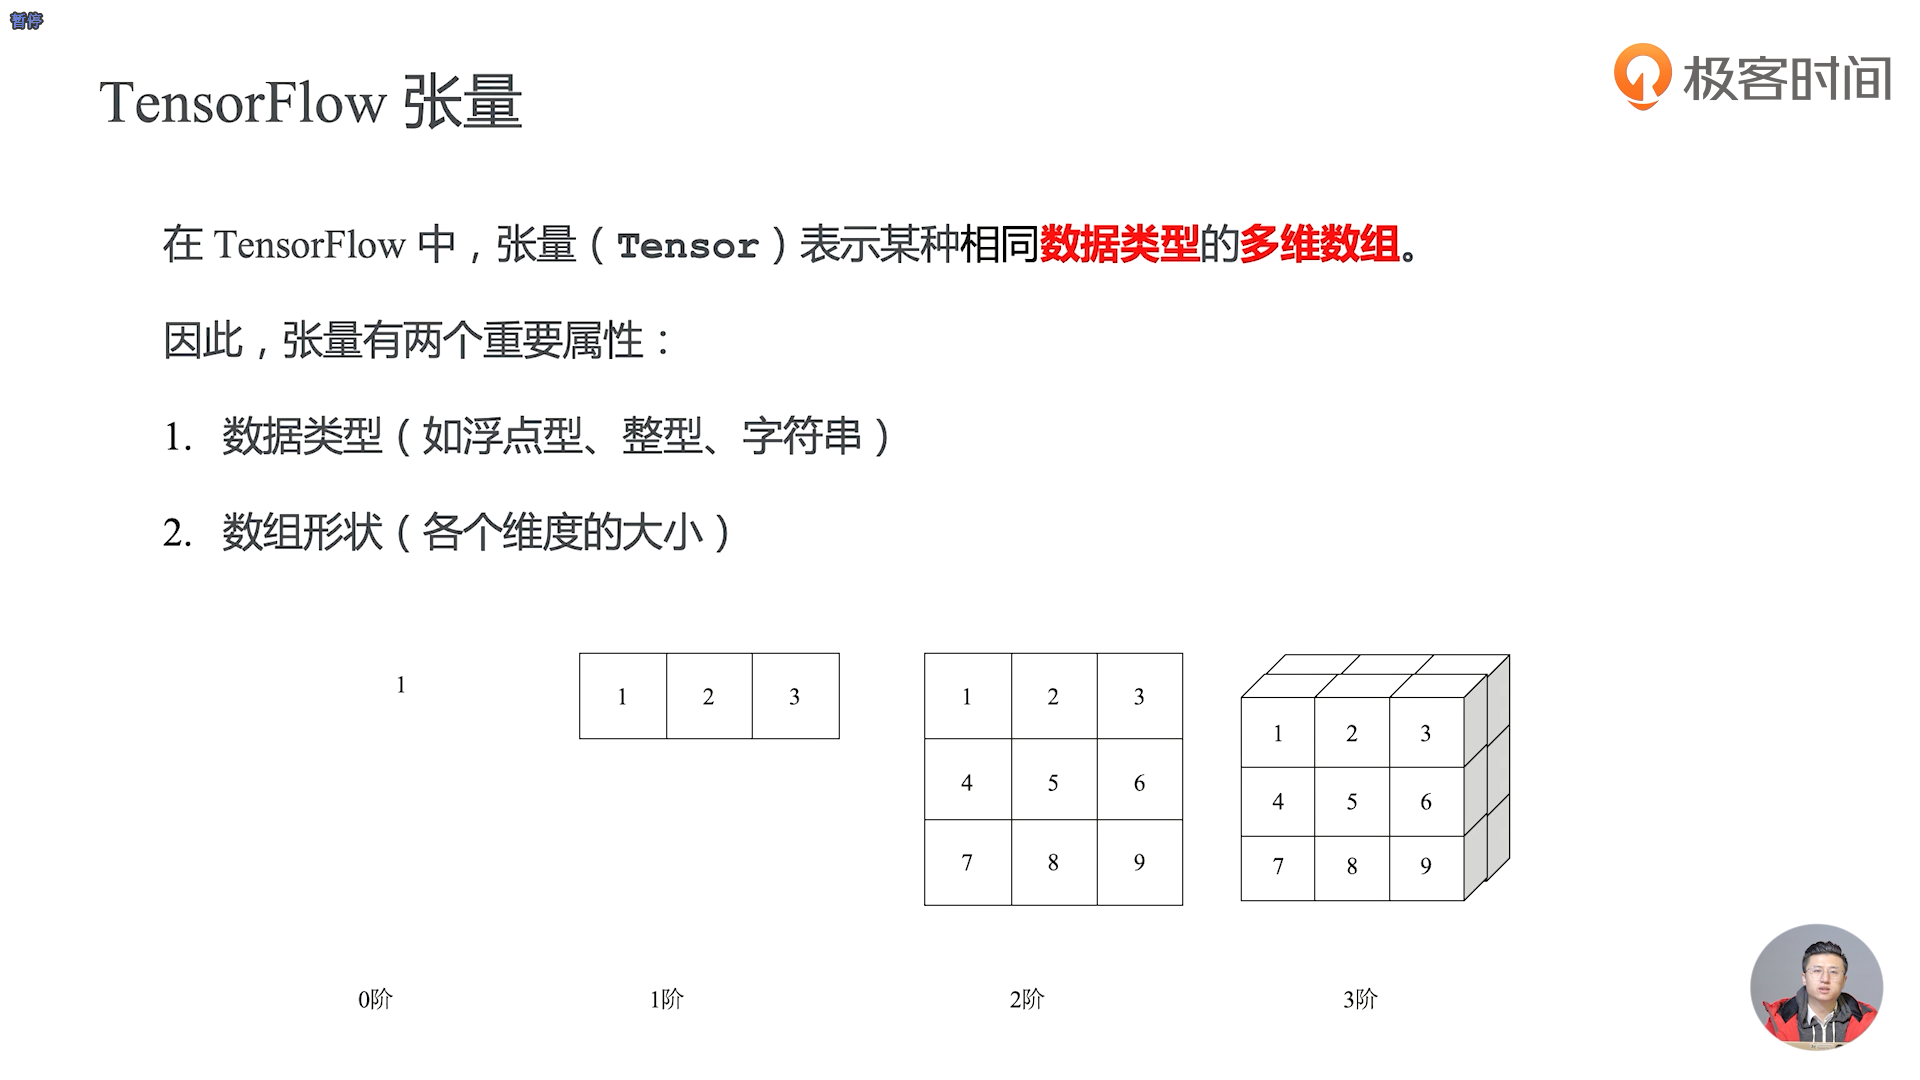 暂停
极客时间
TensorFlow 张量
在 TensorFlow 中，张量（Tensor）表示某种相同数据类型的多维数组。
因此，张量有两个重要属：
1. 数据类型（如浮点型、整型、字符串）
2. 数组形状（各个维度的大小）
1
1 2 3
1 2 3
4 5 6
7 8 9
1 2 3
4 5 6
7 8 9
0阶 1阶 2阶 3阶